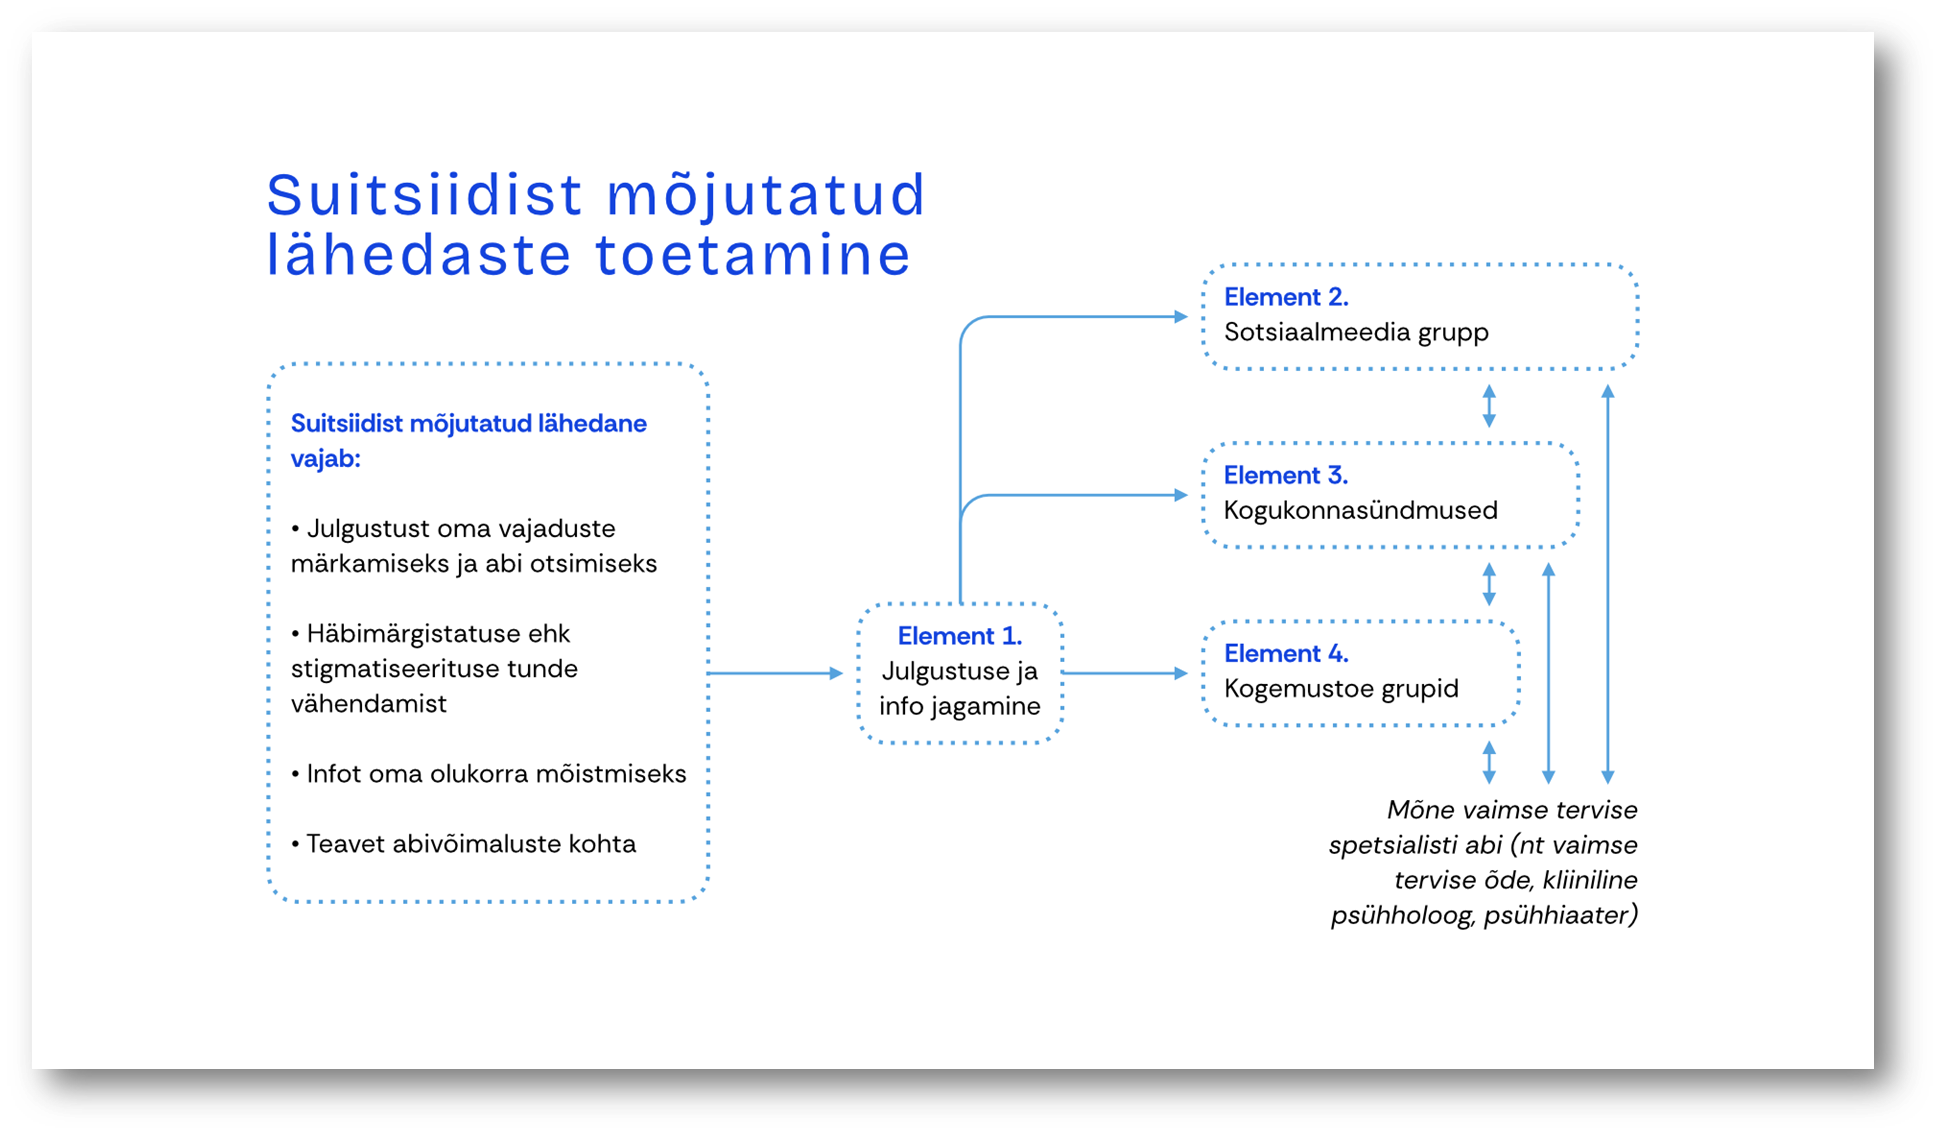 Suitsiidist mõjutatud
lähedaste toetamine
Suitsiidist mõjutatud lähedane
vajab:
• Julgustust oma vajaduste
märkamiseks ja abi otsimiseks
• Häbimärgistatuse ehk
stigmatiseerituse tunde
vähendamist
• Infot oma olukorra mõistmiseks
• Teavet abivõimaluste kohta
Element 1.
Julgustuse ja
info jagamine
Element 2.
Sotsiaalmeedia grupp
Element 3.
Kogukonnasündmused
Element 4.
Kogemustoe grupid
Mõne vaimse tervise
spetsialisti abi (nt vaimse
tervise õde, kliiniline
psühholoog, psühhiaater)